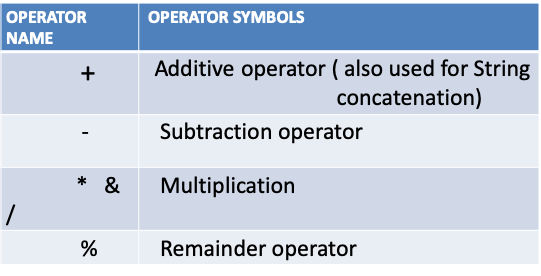 OPERATOR NAME OPERATOR SYMBOLS
+ Additive operator ( also used for String
concatenation)
- Subtraction operator
* & Multiplication
/
% Remainder operator